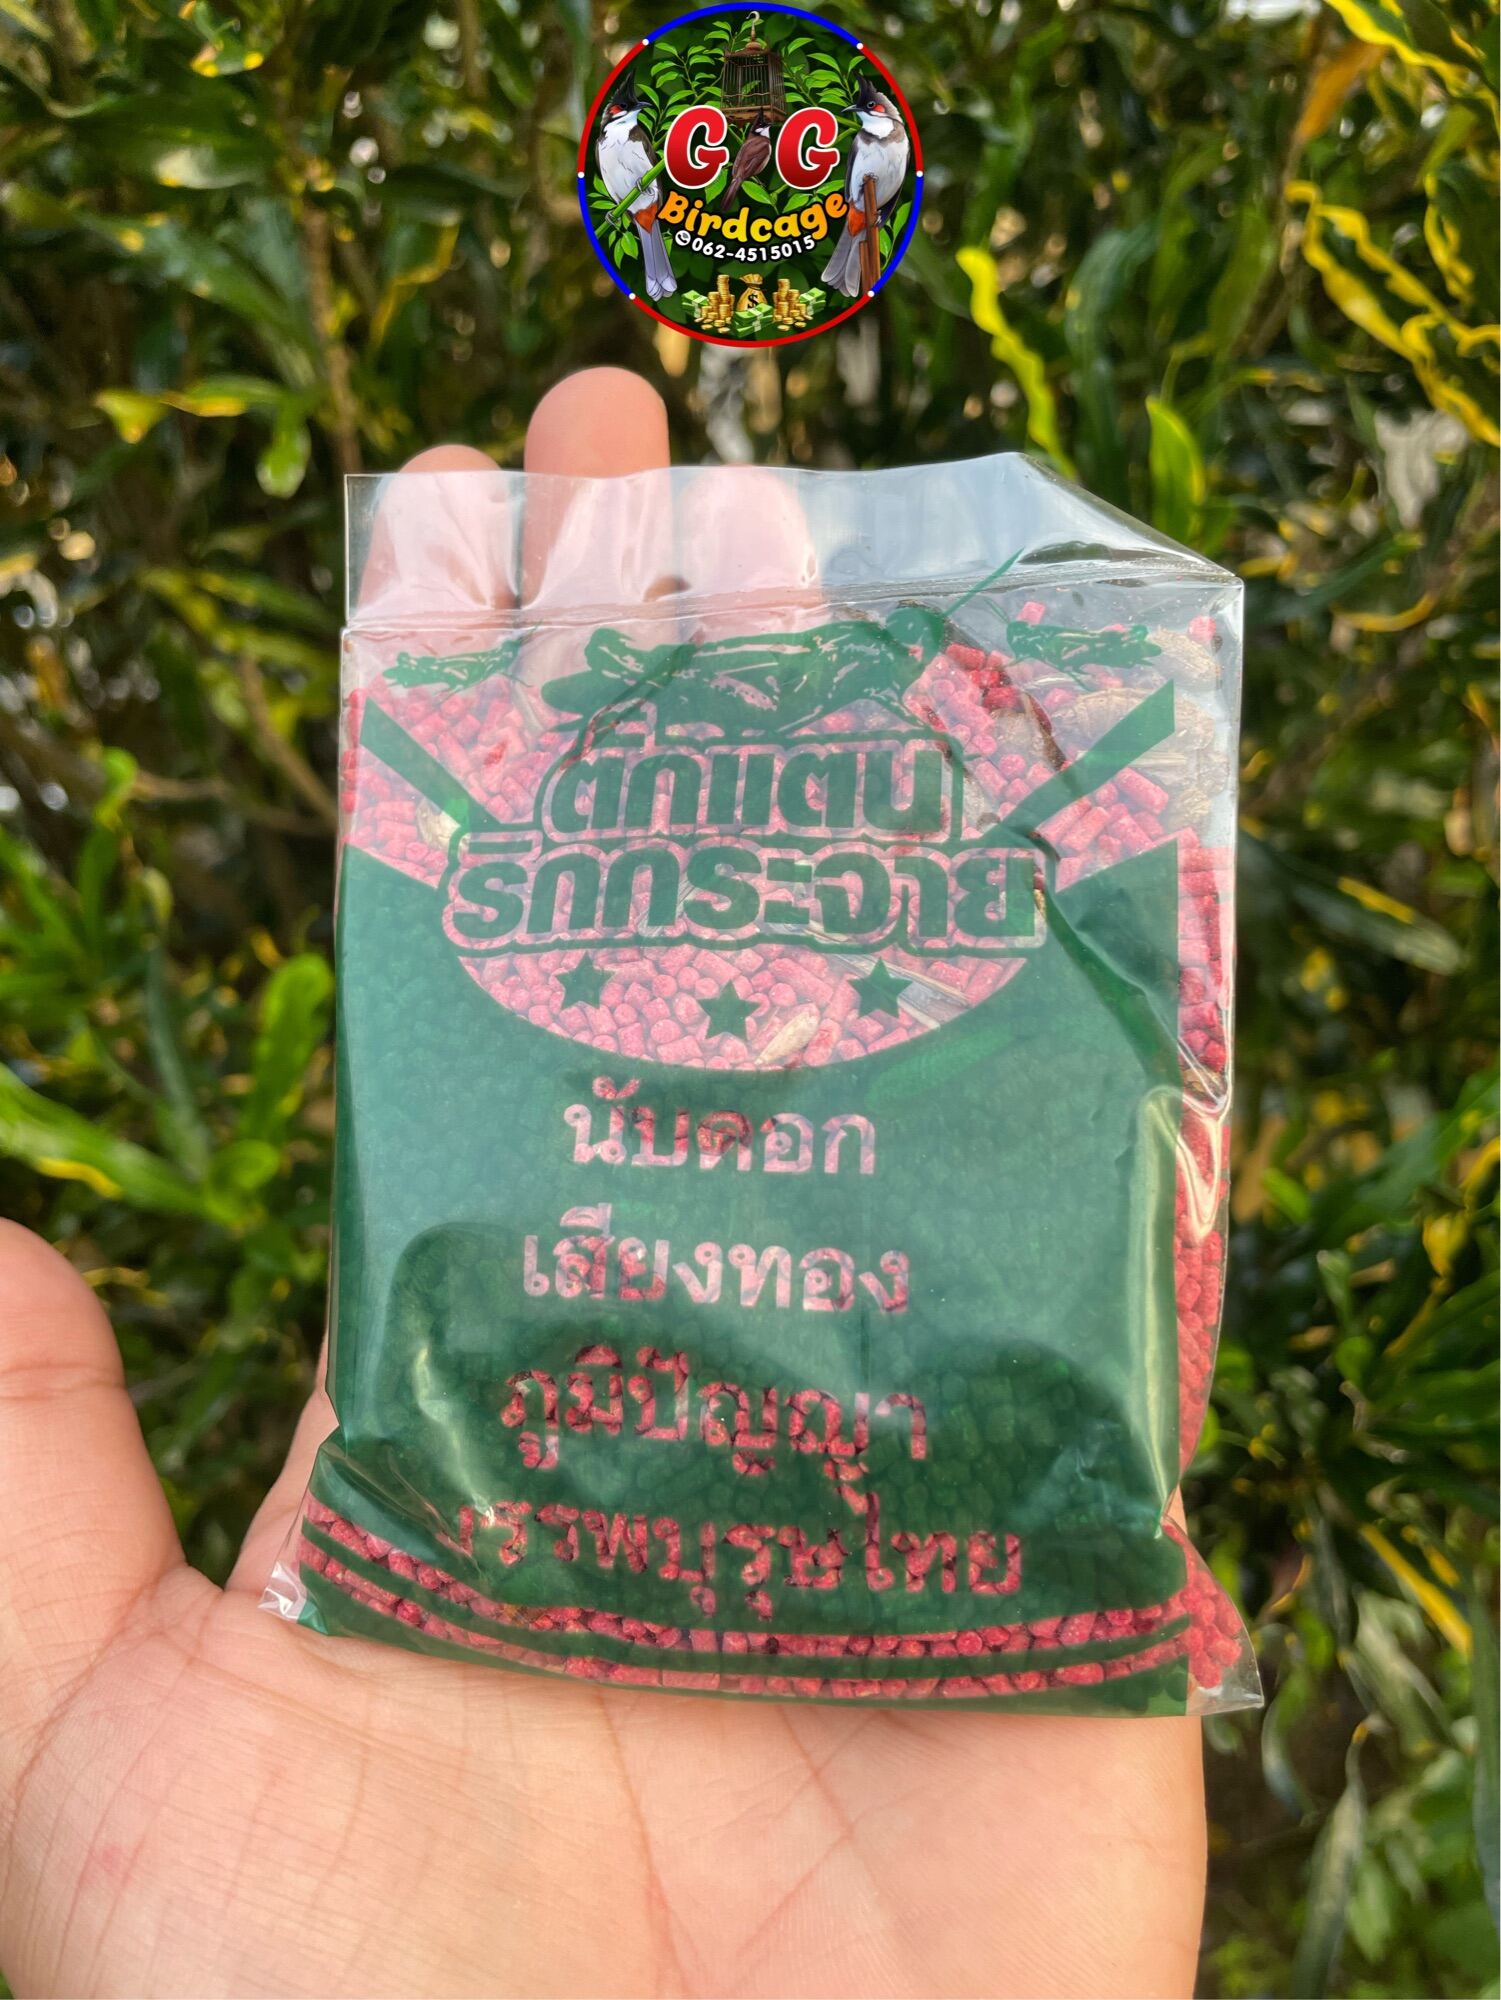 G G
Birdcage
062-4515015
$
ตั๊กแตน
ริกกระจาย
นับดอก
เสียงทอง
ภูมิปัญญา
บรรพบุรุษไทย